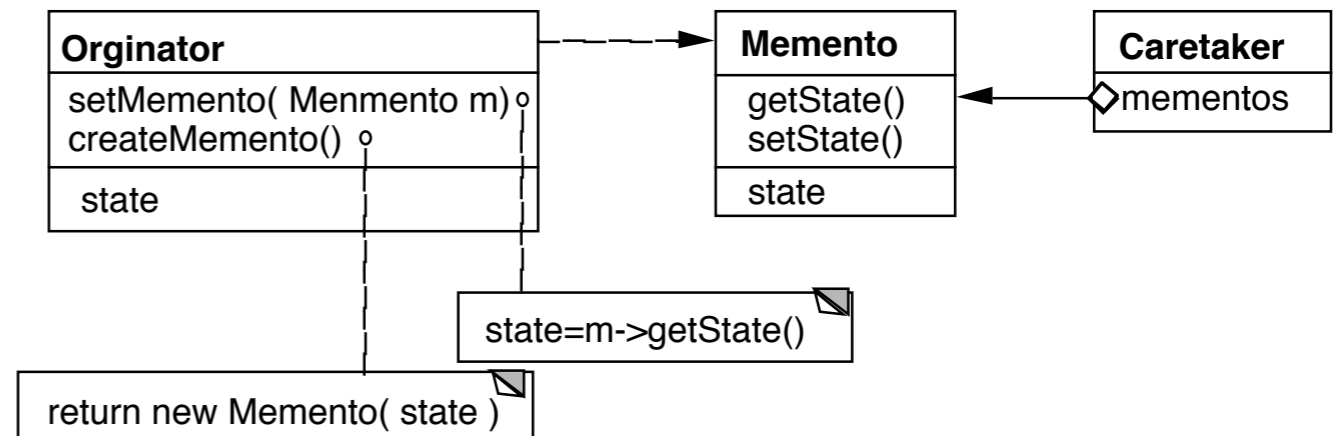 Orginator
setMemento( Menmento m)
createMemento()
state
Memento
getState()
setState()
state
Caretaker
mementos
state=m->getState()
return new Memento( state )